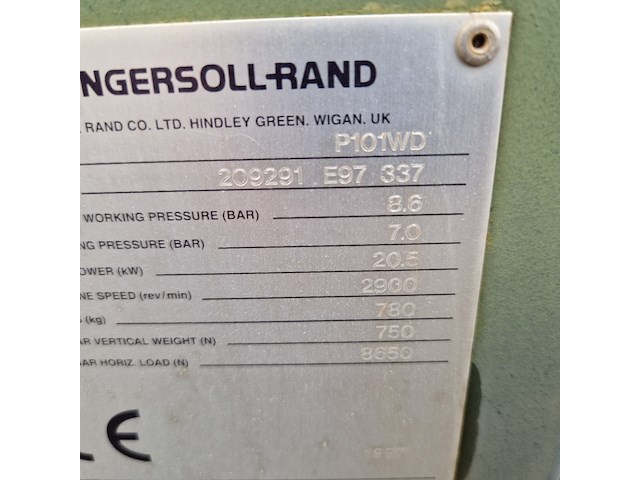 NGERSOLL-RAND
RAND CO. LTD. HINDLEY GREEN. WIGAN. UK
P101WD
209291 E97 337
WORKING PRESSURE (BAR) 8.6
NG PRESSURE (BAR) 7.0
OWER (kW) 20.5
NE SPEED (rev/min) 2900
(kg) 780
AR VERTICAL WEIGHT (N) 750
AR HORIZ. LOAD (N) 8650
CE